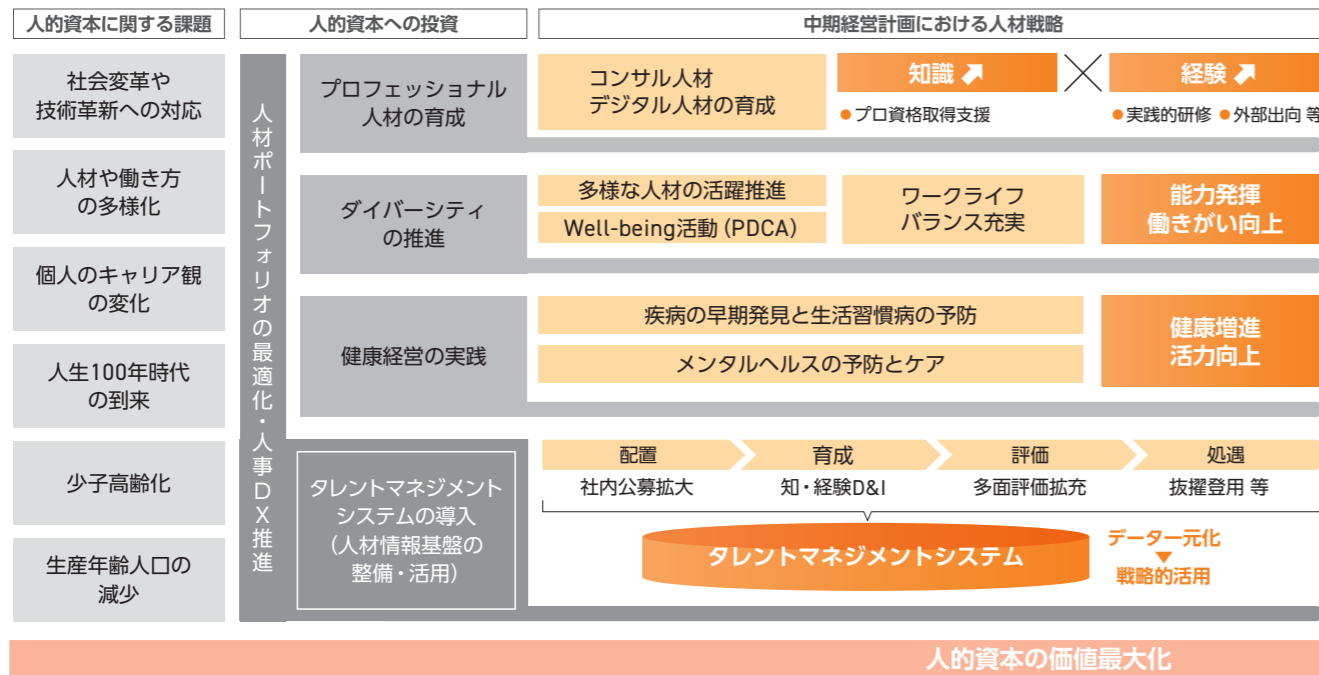 人的資本に関する課題
人的資本への投資
中期経営計画における人材戦略
社会変革や
技術革新への対応
人材や働き方
の多様化
個人のキャリア観
の変化
人生100年時代
の到来
少子高齢化
生産年齢人口の
減少
人材ポートフォリオの最適化・人事DX推進
プロフェッショナル
人材の育成
コンサル人材
デジタル人材の育成
知識
●プロ資格取得支援
経験
●実践的研修 ●外部出向 等
ダイバーシティ
の推進
多様な人材の活躍推進
Well-being活動(PDCA)
ワークライフ
バランス充実
能力発揮
働きがい向上
健康経営の実践
疾病の早期発見と生活習慣病の予防
メンタルヘルスの予防とケア
健康増進
活力向上
タレントマネジメント
システムの導入
(人材情報基盤の
整備・活用)
配置
育成
評価
処遇
社内公募拡大
知・経験D&I
多面評価拡充
抜擢登用 等
タレントマネジメントシステム
データ一元化
戦略的活用
人的資本の価値最大化